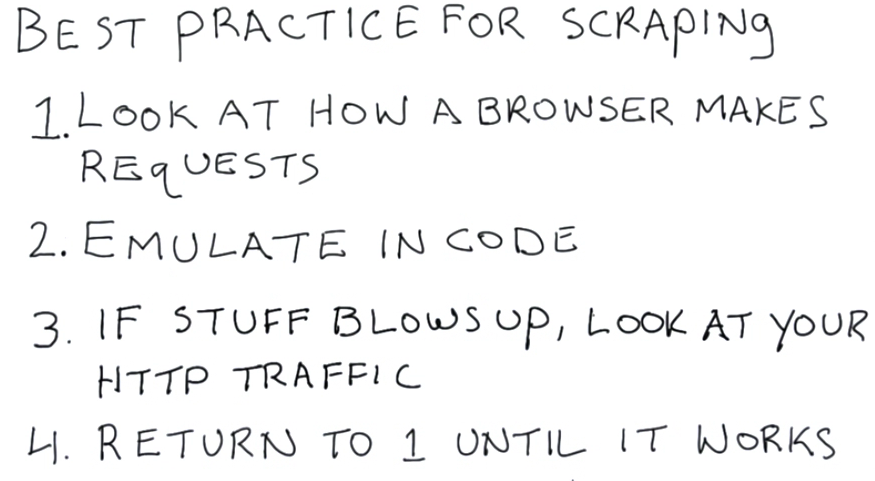 BEST PRACTICE FOR SCRAPINg
1. LOOK AT HOW A BROWSER MAKES
REqUESTS
2. EMULATE IN CODE
3. IF STUFF BLOWS UP, LOOK AT YOUR
HTTP TRAFFIC
4. RETURN TO 1 UNTIL IT WORKS